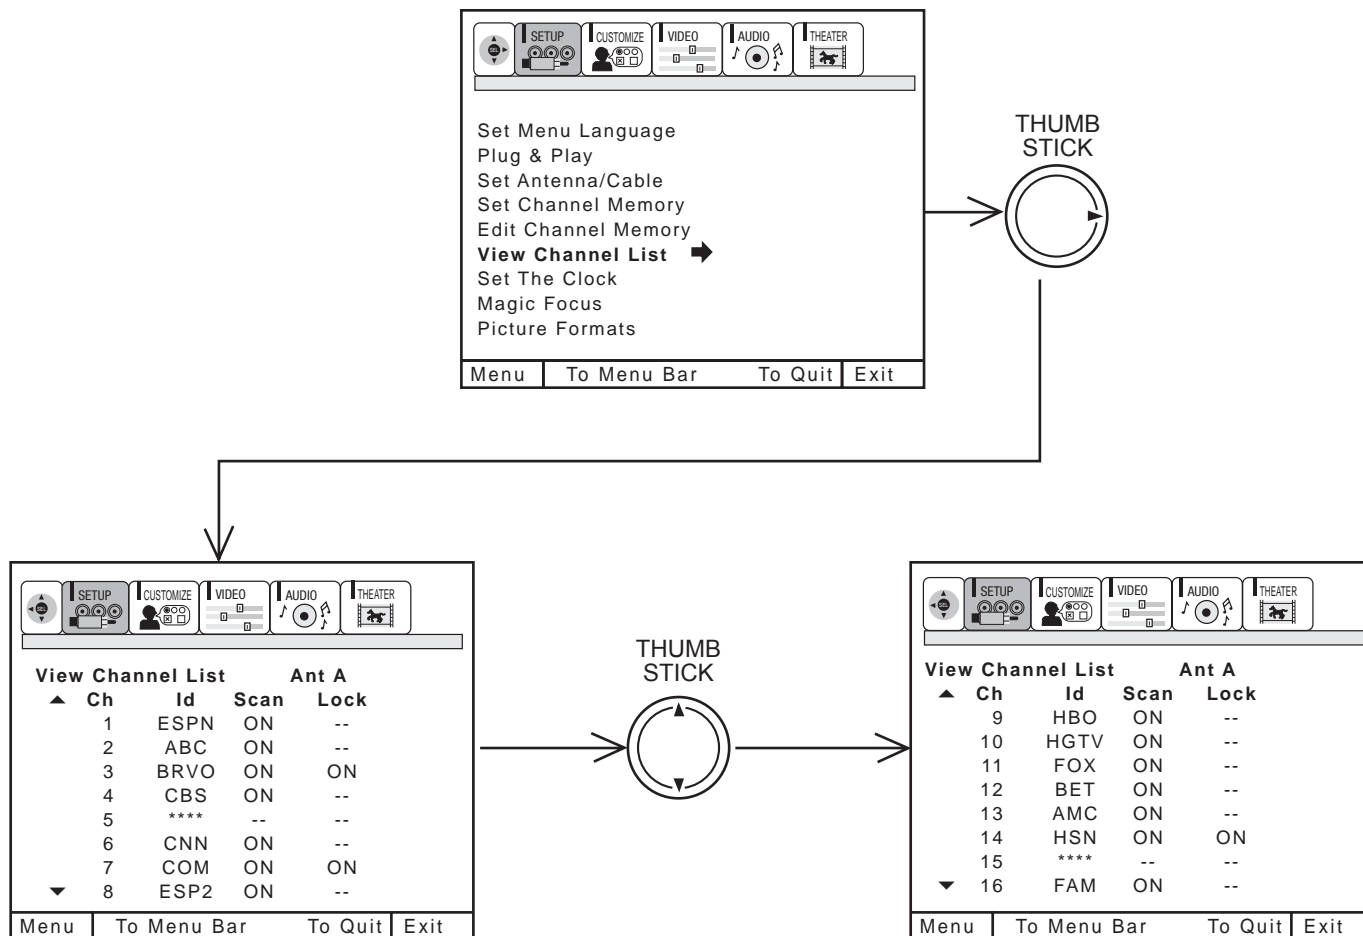 SETUP CUSTOMIZE VIDEO AUDIO THEATER
SEL
Set Menu Language
Plug & Play
Set Antenna/Cable
Set Channel Memory
Edit Channel Memory
View Channel List
Set The Clock
Magic Focus
Picture Formats
Menu To Menu Bar To Quit Exit
THUMB
STICK
SETUP CUSTOMIZE VIDEO AUDIO THEATER
SEL
View Channel List Ant A
Ch Id Scan Lock
1 ESPN ON --
2 ABC ON --
3 BRVO ON ON
4 CBS ON --
5 **** -- --
6 CNN ON --
7 COM ON ON
8 ESP2 ON --
Menu To Menu Bar To Quit Exit
THUMB
STICK
SETUP CUSTOMIZE VIDEO AUDIO THEATER
SEL
View Channel List Ant A
Ch Id Scan Lock
9 HBO ON --
10 HGTV ON --
11 FOX ON --
12 BET ON --
13 AMC ON --
14 HSN ON ON
15 **** -- --
16 FAM ON --
Menu To Menu Bar To Quit Exit